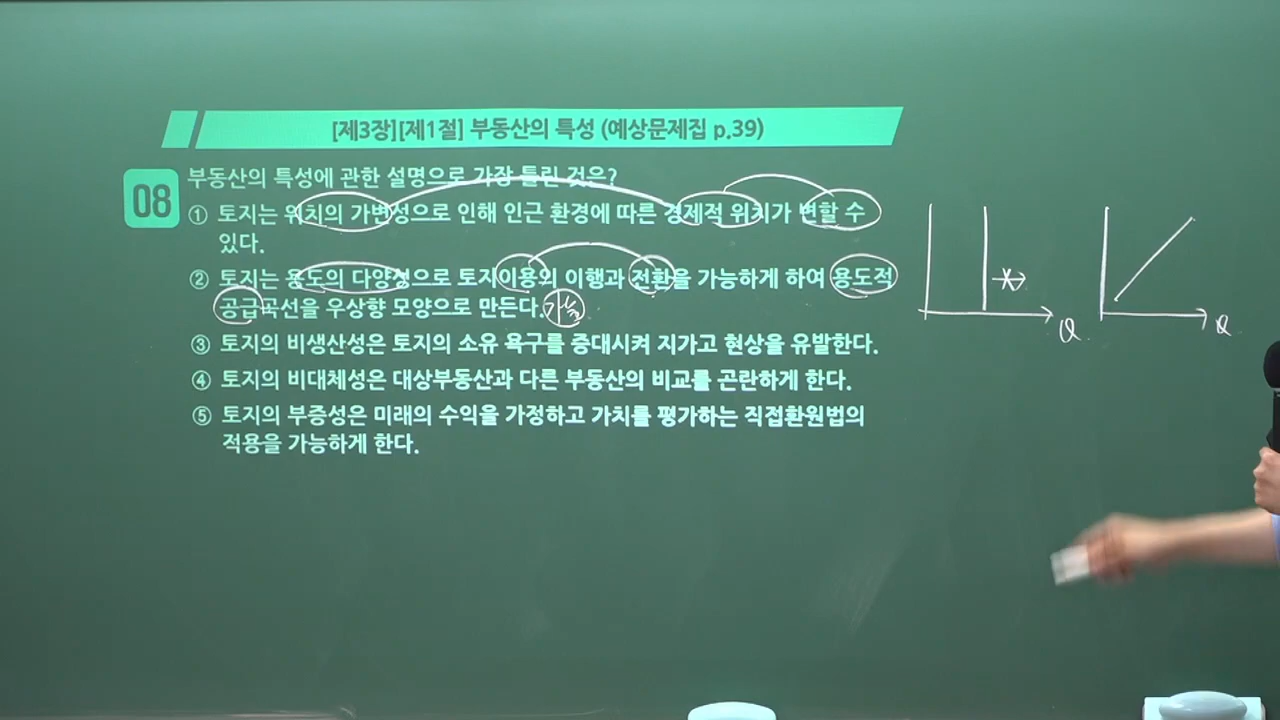 [제3장][제1절] 부동산의 특성 (예상문제집 p.39)
08
부동산의 특성에 관한 설명으로 가장 틀린 것은?
① 토지는 위치의 가변성으로 인해 인근 환경에 따른 경제적 위치가 변할 수
있다.
② 토지는 용도의 다양성으로 토지이용의 이행과 전환을 가능하게 하여 용도적
공급곡선을 우상향 모양으로 만든다.
③ 토지의 비생산성은 토지의 소유 욕구를 증대시켜 지가고 현상을 유발한다.
④ 토지의 비대체성은 대상부동산과 다른 부동산의 비교를 곤란하게 한다.
⑤ 토지의 부증성은 미래의 수익을 가정하고 가치를 평가하는 직접환원법의
적용을 가능하게 한다.
Q
Q